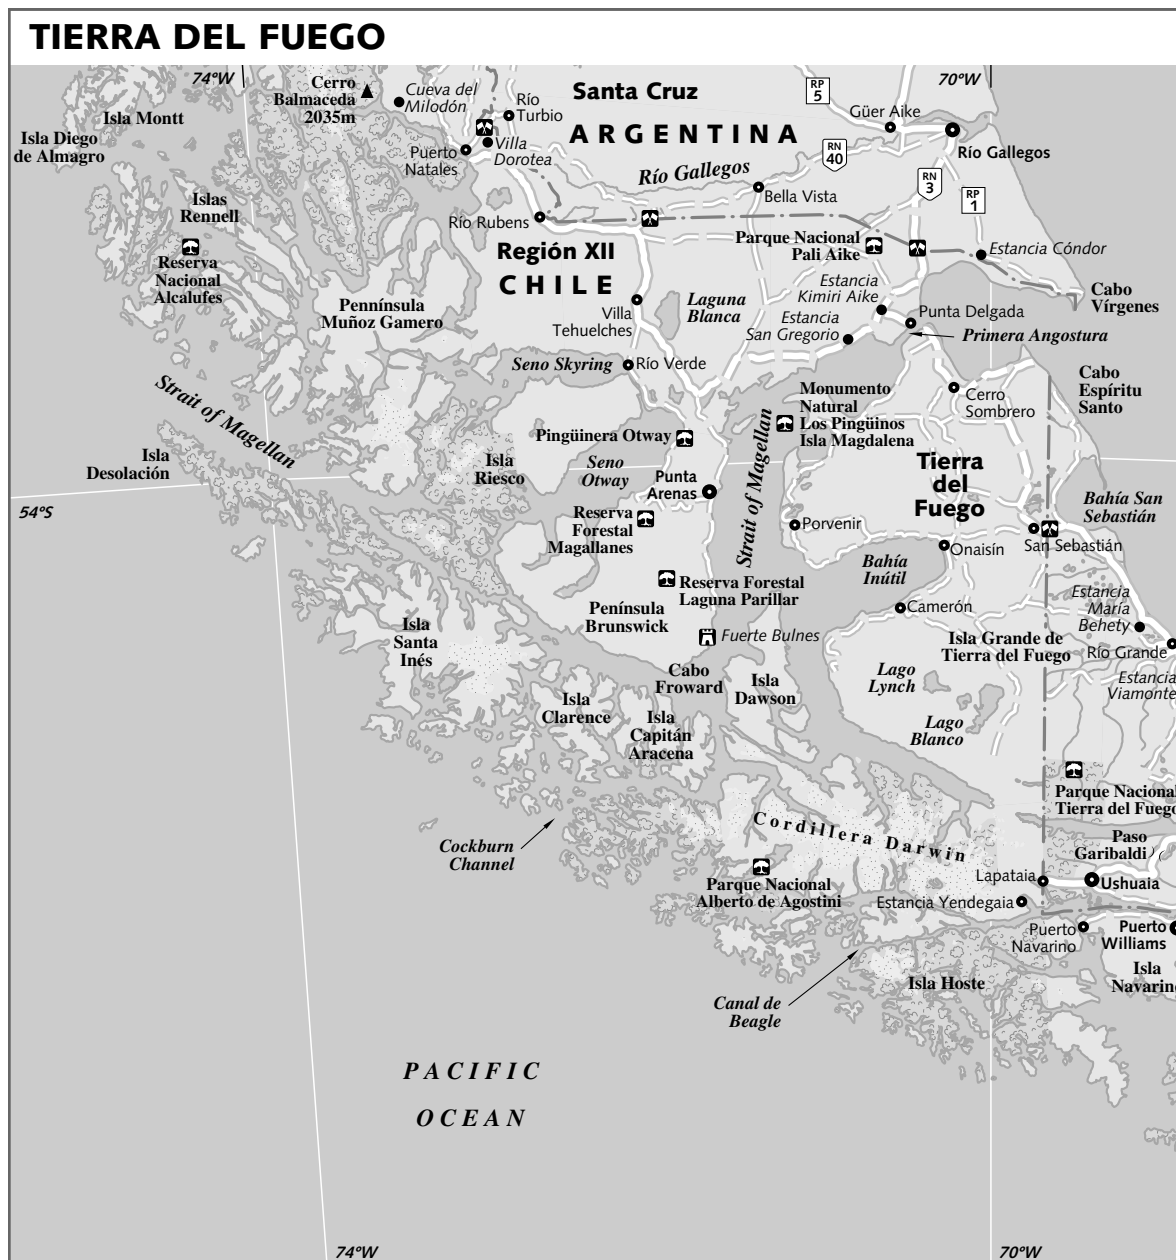 TIERRA DEL FUEGO
74°W
70°W
Cerro
Balmaceda
2035m
Cueva del
Milodón
Río
Turbio
Santa Cruz
ARGENTINA
RP
5
Güer Aike
Isla Montt
Isla Diego
de Almagro
Puerto
Natales
Villa
Dorotea
RN
40
Río Gallegos
Río Gallegos
RN
3
RP
1
Bella Vista
Islas
Rennell
Río Rubens
Región XII
CHILE
Parque Nacional
Pali Aike
Estancia Cóndor
Reserva
Nacional
Alcalufes
Estancia
Kimiri Aike
Cabo
Vírgenes
Pennínsula
Muñoz Gamero
Villa
Tehuelches
Laguna
Blanca
Estancia
San Gregorio
Punta Delgada
Primera Angostura
Seno Skyring
Río Verde
Strait of Magellan
Monumento
Natural
Los Pingüinos
Isla Magdalena
Cerro
Sombrero
Cabo
Espíritu
Santo
Pingüinera Otway
Isla
Desolación
Isla
Riesco
Seno
Otway
Punta
Arenas
Strait of Magellan
Tierra
del
Fuego
Bahía San
Sebastián
54°S
Reserva
Forestal
Magallanes
Porvenir
San Sebastián
Onaisín
Bahía
Inútil
Reserva Forestal
Laguna Parillar
Península
Brunswick
Camerón
Estancia
María
Behety
Isla
Santa
Inés
Fuerte Bulnes
Isla Grande de
Tierra del Fuego
Río Grande
Cabo
Froward
Isla
Dawson
Lago
Lynch
Estancia
Viamonte
Isla
Clarence
Isla
Capitán
Aracena
Lago
Blanco
Parque Nacional
Tierra del Fuego
Cordillera Darwin
Cockburn
Channel
Paso
Garibaldi
Parque Nacional
Alberto de Agostini
Lapataia
Ushuaia
Estancia Yendegaia
Puerto
Navarino
Puerto
Williams
Isla Hoste
Isla
Navarino
Canal de
Beagle
PACIFIC
OCEAN
74°W
70°W